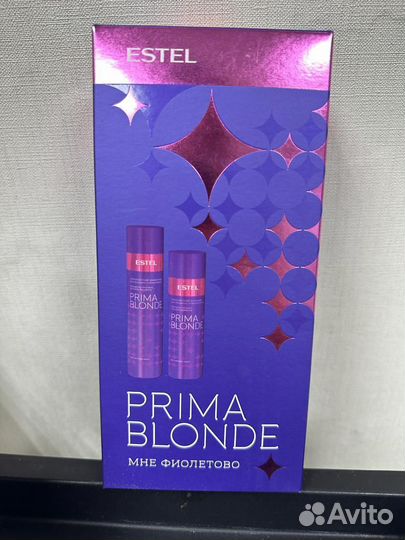 ESTEL
ESTEL
PRIMA
BLONDE
ESTEL
PRIMA
BLONDE
PRIMA
BLONDE
МНЕ ФИОЛЕТОВО
Avito